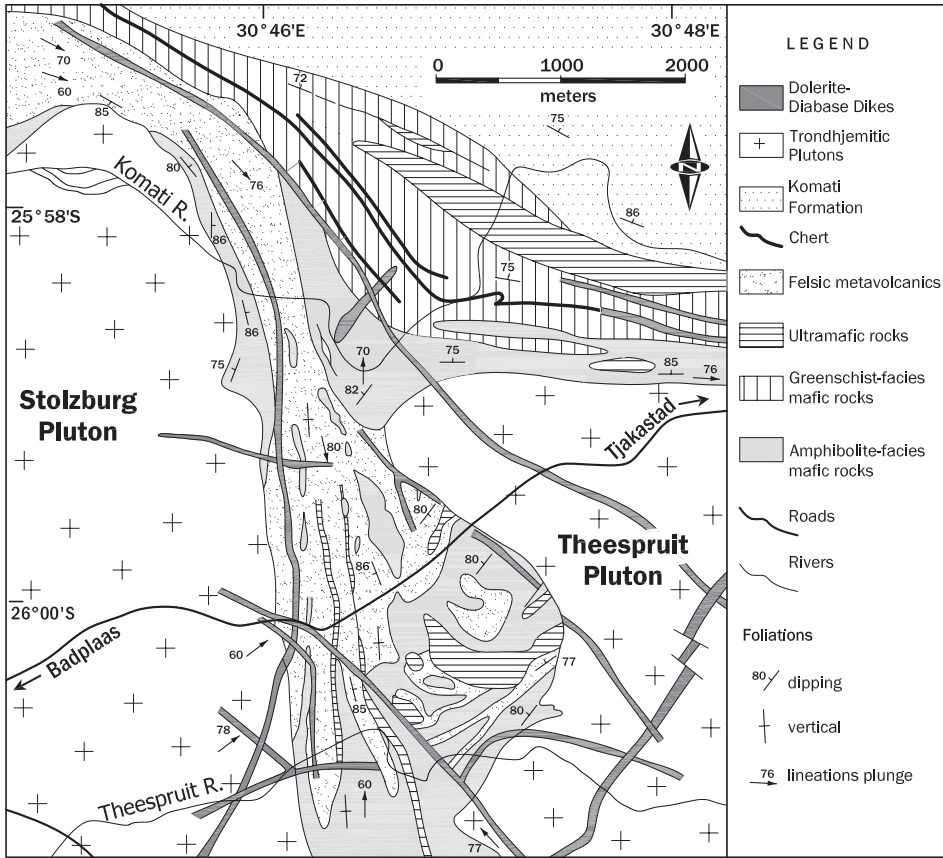 30°46'E
30°48'E
0 1000 2000
meters
N
72
70
60
85
75
80
76
Komati R.
25°58'S
86
86
75
86
75
75
70
85
76
82
Stolzburg
Pluton
Tjakastad
80
80
Theespruit
Pluton
80
86
26°00'S
Badplaas
60
77
85
80
78
Theespruit R.
60
77
LEGEND
Dolerite-
Diabase Dikes
Trondhjemitic
Plutons
Komati
Formation
Chert
Felsic metavolcanics
Ultramafic rocks
Greenschist-facies
mafic rocks
Amphibolite-facies
mafic rocks
Roads
Rivers
Foliations
80 dipping
vertical
76 lineations plunge